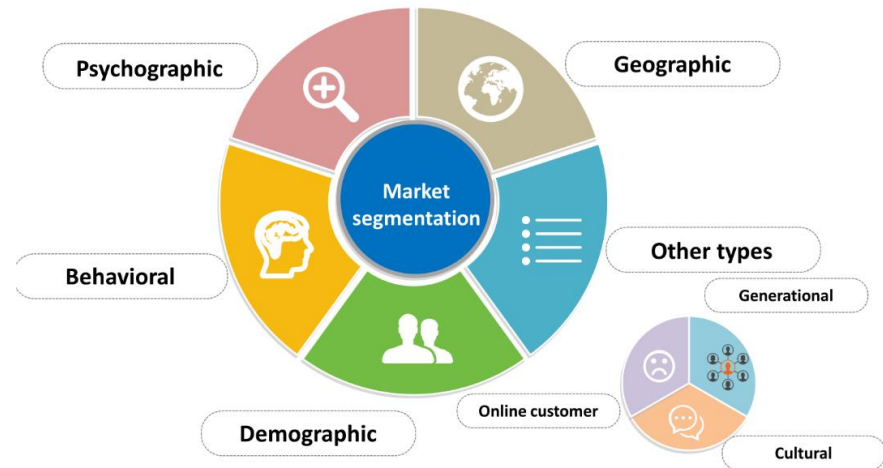 Psychographic
Geographic
Market
segmentation
Behavioral
Other types
Generational
Demographic
Online customer
Cultural